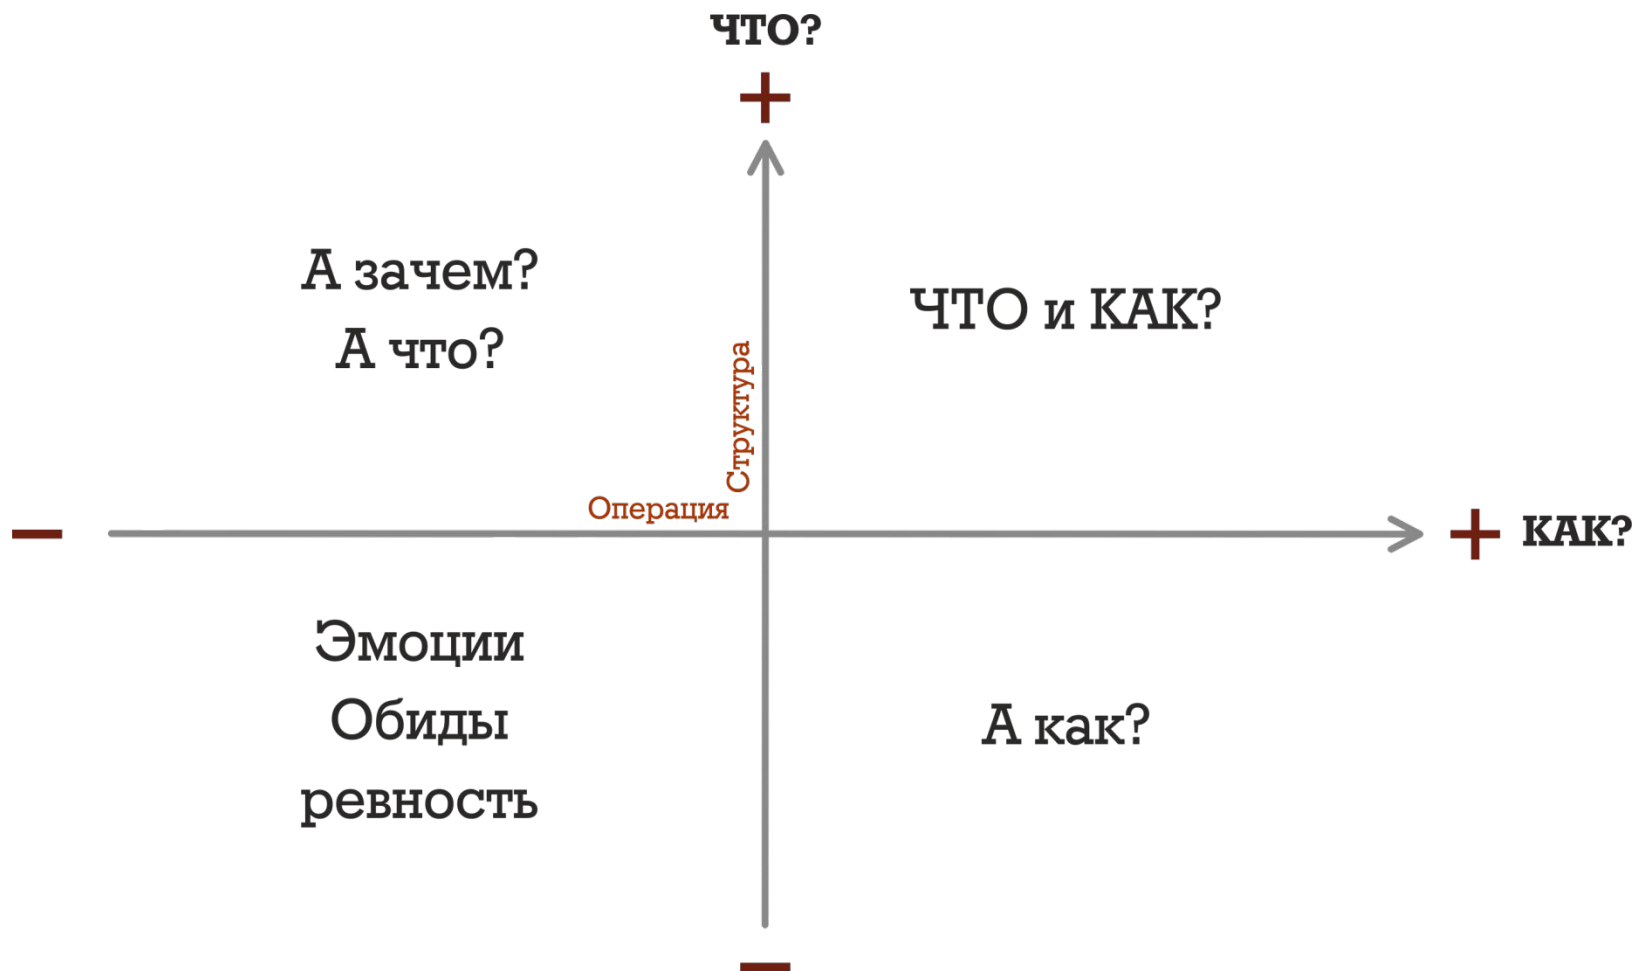 ЧТО?
+
А зачем?
А что?
ЧТО и КАК?
Структура
Операция
−
+ КАК?
Эмоции
Обиды
ревность
А как?
−